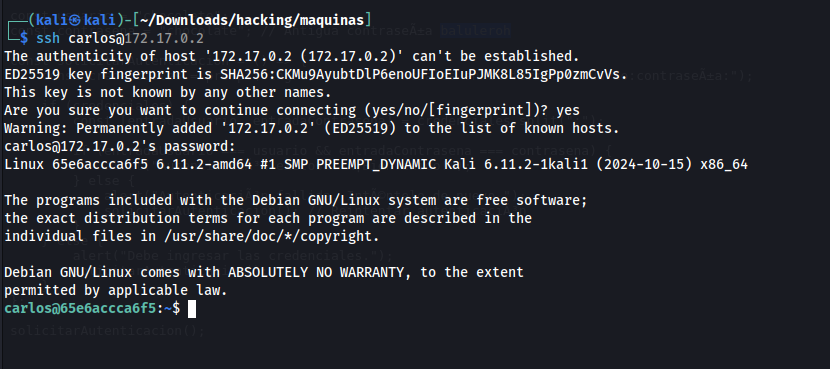 (kali㉿kali)-[~/Downloads/hacking/maquinas]
$ ssh carlos@172.17.0.2
The authenticity of host '172.17.0.2 (172.17.0.2)' can't be established.
ED25519 key fingerprint is SHA256:CKMu9AyubtDlP6enoUFIoEIuPJMK8L85IgPp0zmCvVs.
This key is not known by any other names.
Are you sure you want to continue connecting (yes/no/[fingerprint])? yes
Warning: Permanently added '172.17.0.2' (ED25519) to the list of known hosts.
carlos@172.17.0.2's password:
Linux 65e6accca6f5 6.11.2-amd64 #1 SMP PREEMPT_DYNAMIC Kali 6.11.2-1kali1 (2024-10-15) x86_64
The programs included with the Debian GNU/Linux system are free software;
the exact distribution terms for each program are described in the
individual files in /usr/share/doc/*/copyright.
alert("Debe ingresar las credenciales.");
Debian GNU/Linux comes with ABSOLUTELY NO WARRANTY, to the extent
permitted by applicable law.
carlos@65e6accca6f5:~$
solicitarAutenticacion();